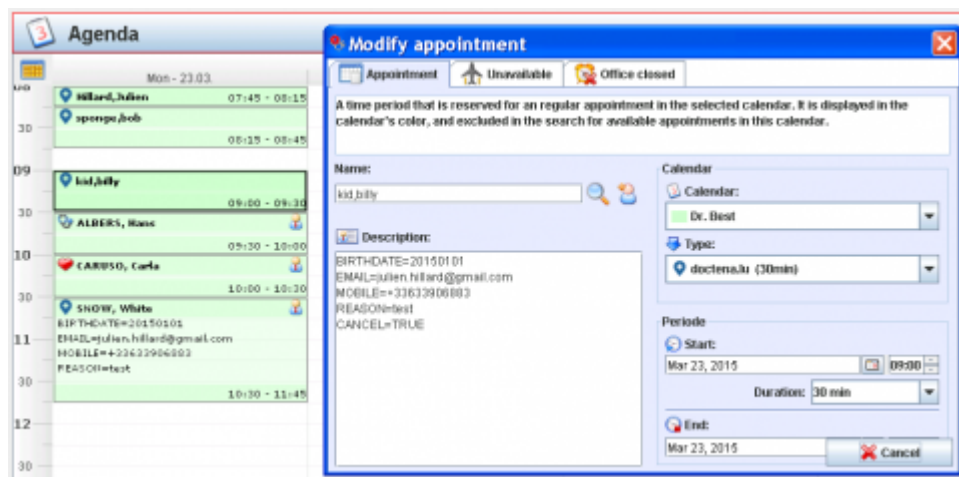 3 Agenda
Mon - 23.03.
Hillard,Julien 07:45 - 08:15
sponge,bob
30
08:15 - 08:45
09
kid,billy
09:00 - 09:30
30
ALBERS, Hans
09:30 - 10:00
10
CARUSO, Carla
10:00 - 10:30
30
SNOW, White
BIRTHDATE=20150101
11
EMAIL=julien.hillard@gmail.com
MOBILE=+33633906883
REASON=test
30
10:30 - 11:45
12
30
Modify appointment
Appointment Unavailable Office closed
A time period that is reserved for an regular appointment in the selected calendar. It is displayed in the
calendar's color, and excluded in the search for available appointments in this calendar.
Name:
kid,billy
Description:
BIRTHDATE=20150101
EMAIL=julien.hillard@gmail.com
MOBILE=+33633906883
REASON=test
CANCEL=TRUE
Calendar
Calendar:
Dr. Best
Type:
doctena.lu (30min)
Periode
Start:
Mar 23, 2015 09:00
Duration: 30 min
End:
Mar 23, 2015
Cancel